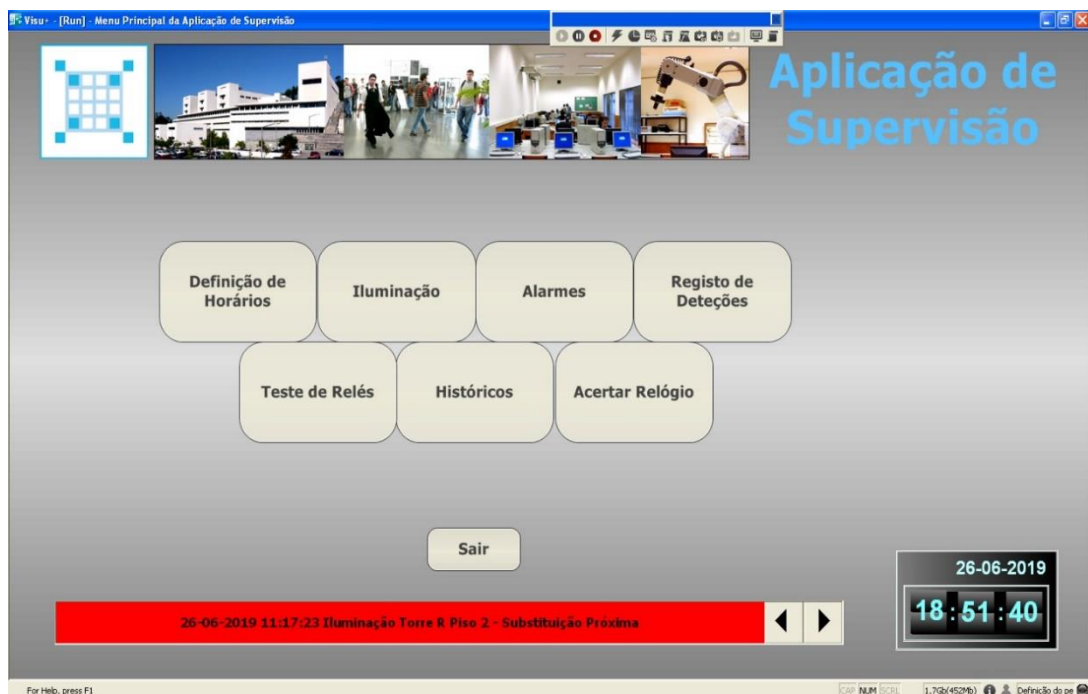 Visu+ - [Run] - Menu Principal da Aplicação de Supervisão
Aplicação de
Supervisão
Definição de
Horários
Iluminação
Alarmes
Registo de
Deteções
Teste de Relés
Históricos
Acertar Relógio
Sair
26-06-2019
18:51:40
26-06-2019 11:17:23 Iluminação Torre R Piso 2 - Substituição Próxima
For Help, press F1
CAP NUM SCRL
1.7Gb(452Mb)
Definição do pe